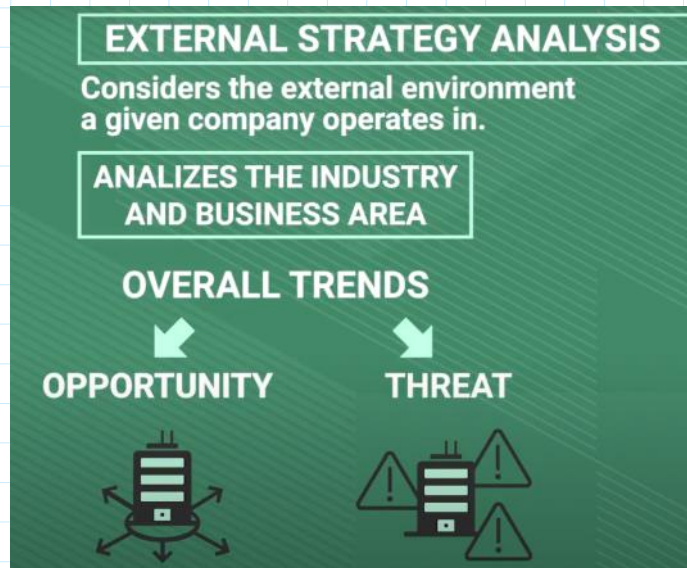 EXTERNAL STRATEGY ANALYSIS
Considers the external environment
a given company operates in.
ANALIZES THE INDUSTRY
AND BUSINESS AREA
OVERALL TRENDS
OPPORTUNITY
THREAT